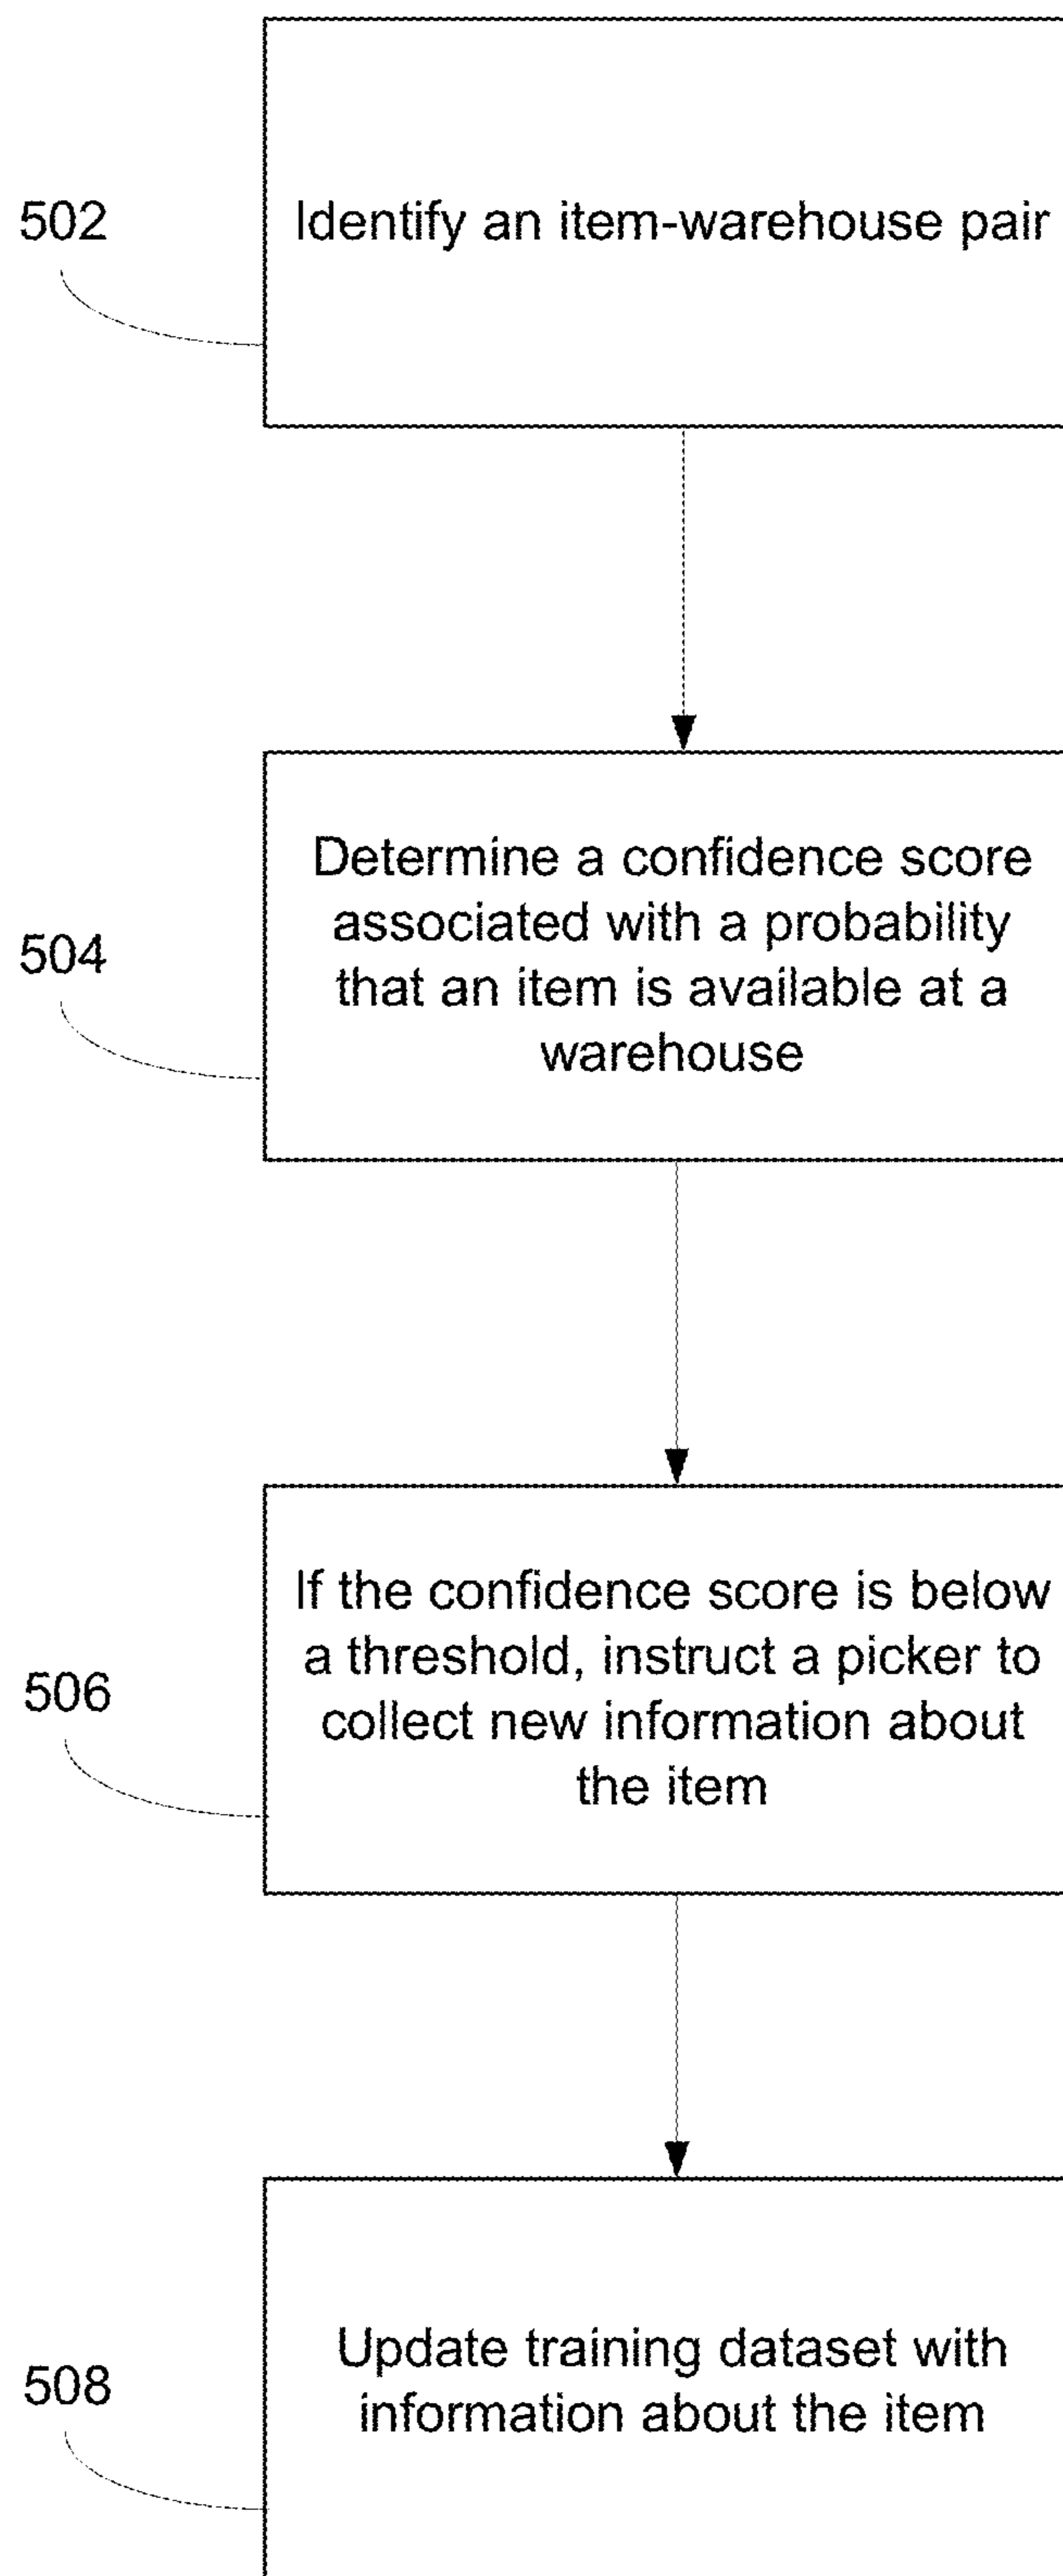 502
Identify an item-warehouse pair
504
Determine a confidence score
associated with a probability
that an item is available at a
warehouse
506
If the confidence score is below
a threshold, instruct a picker to
collect new information about
the item
508
Update training dataset with
information about the item